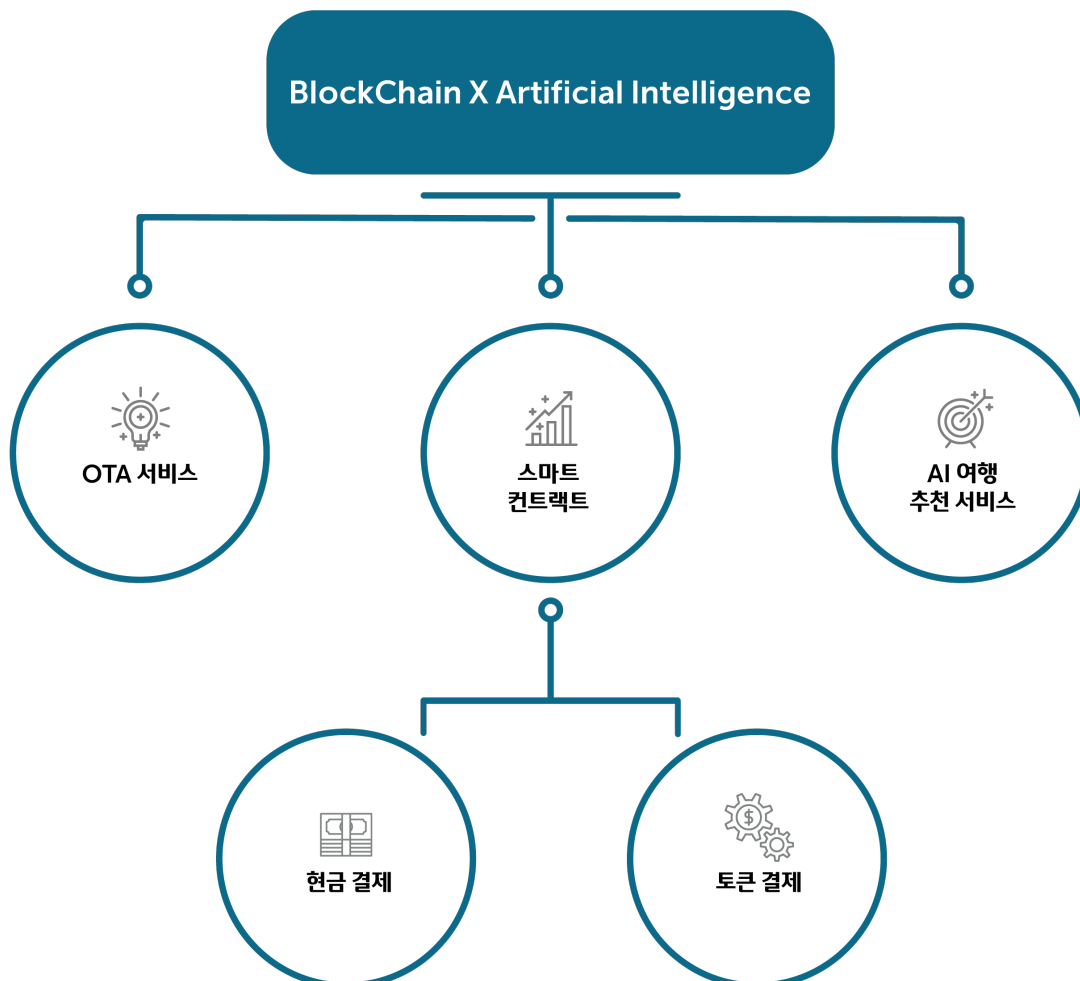 BlockChain X Artificial Intelligence
OTA 서비스
스마트
컨트랙트
AI 여행
추천 서비스
현금 결제
토큰 결제